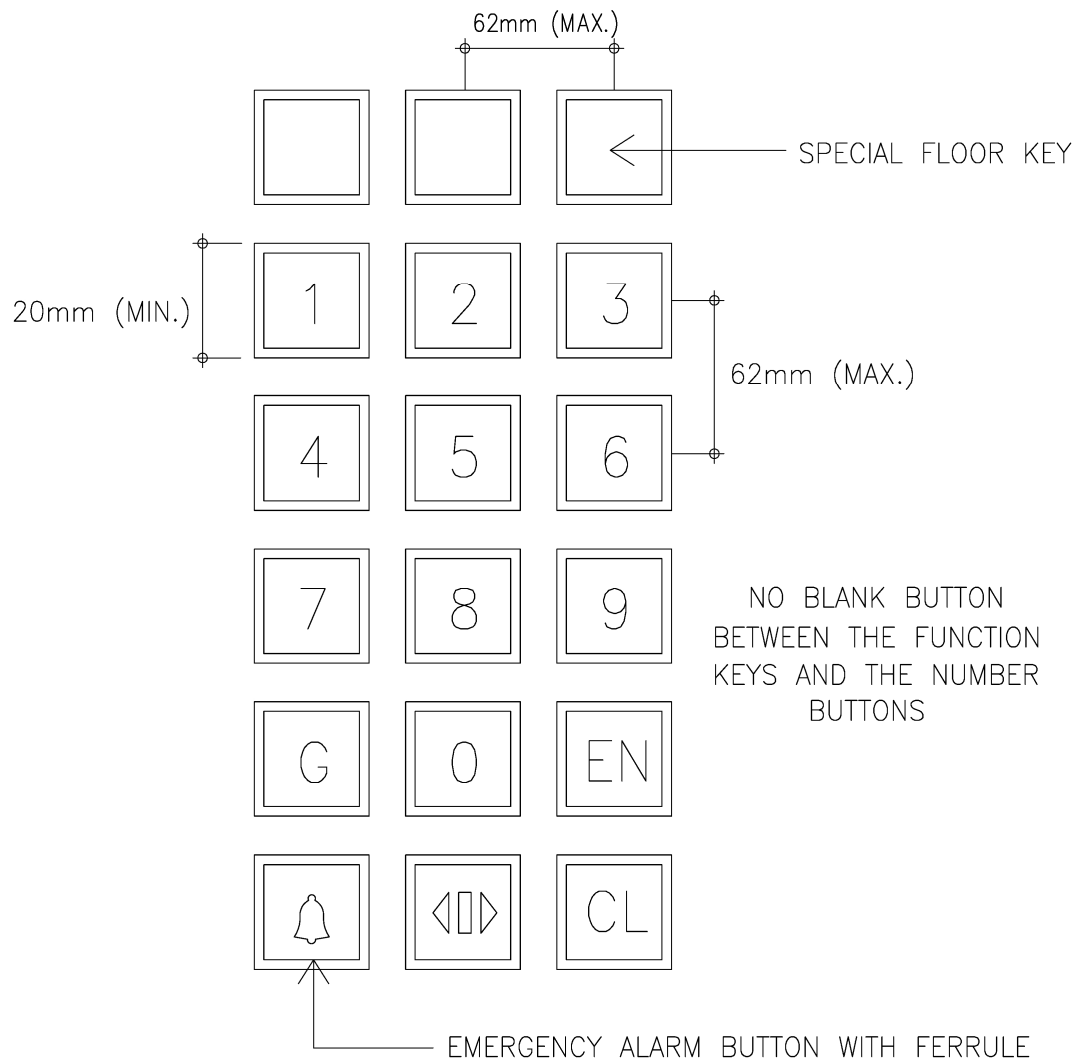 62mm (MAX.)
SPECIAL FLOOR KEY
20mm (MIN.)
1 2 3
62mm (MAX.)
4 5 6
7 8 9
NO BLANK BUTTON
BETWEEN THE FUNCTION
KEYS AND THE NUMBER
BUTTONS
G 0 EN
CL
EMERGENCY ALARM BUTTON WITH FERRULE